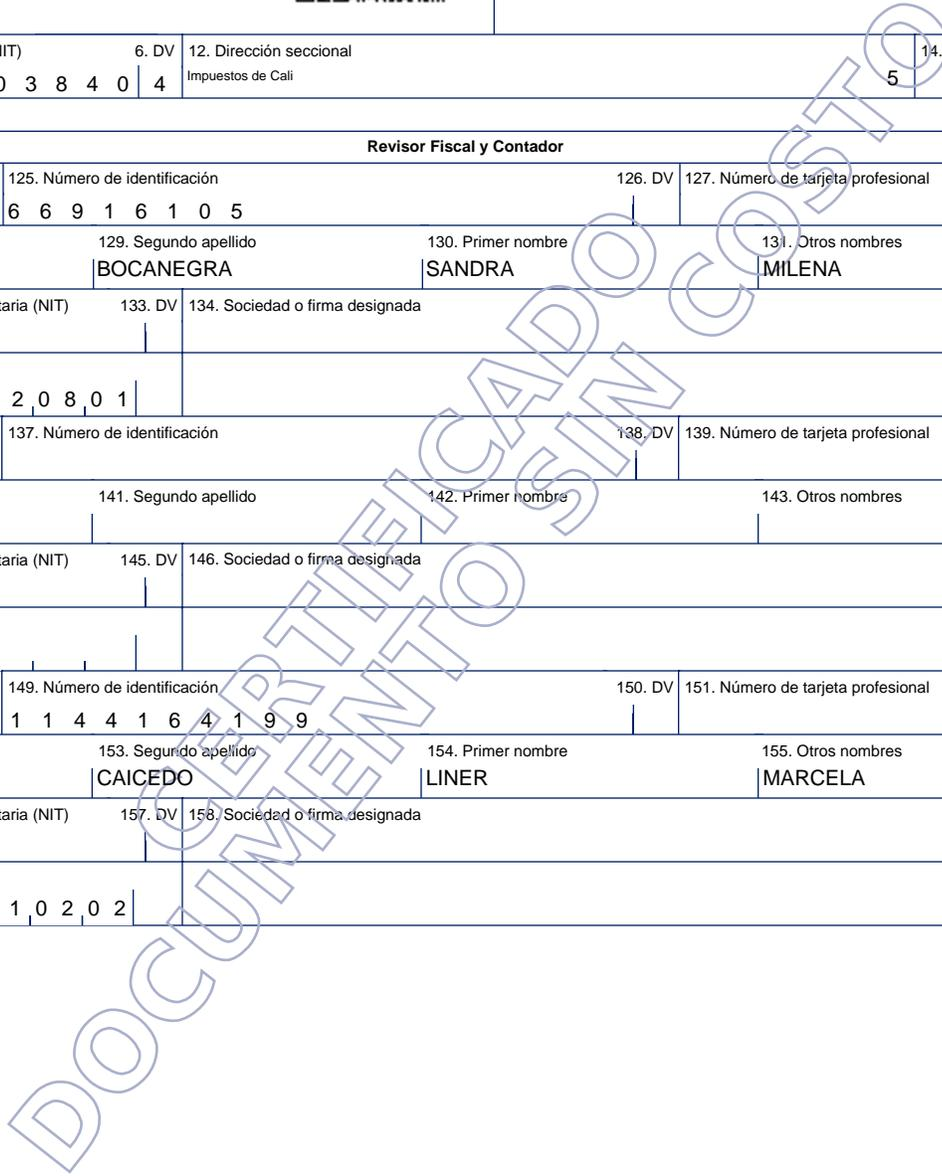 6. DV 12. Dirección seccional 14.
3 8 4 0 4 Impuestos de Cali 5
Revisor Fiscal y Contador
125. Número de identificación 126. DV 127. Número de tarjeta profesional
6 6 9 1 6 1 0 5
129. Segundo apellido 130. Primer nombre 131. Otros nombres
BOCANEGRA SANDRA MILENA
taria (NIT) 133. DV 134. Sociedad o firma designada
2 0 8 0 1
137. Número de identificación 138. DV 139. Número de tarjeta profesional
141. Segundo apellido 142. Primer nombre 143. Otros nombres
taria (NIT) 145. DV 146. Sociedad o firma designada
149. Número de identificación 150. DV 151. Número de tarjeta profesional
1 1 4 4 1 6 4 1 9 9
153. Segundo apellido 154. Primer nombre 155. Otros nombres
CAICEDO LINER MARCELA
taria (NIT) 157. DV 158. Sociedad o firma designada
1 0 2 0 2
CERTIFICADO
DOCUMENTO SIN COSTO